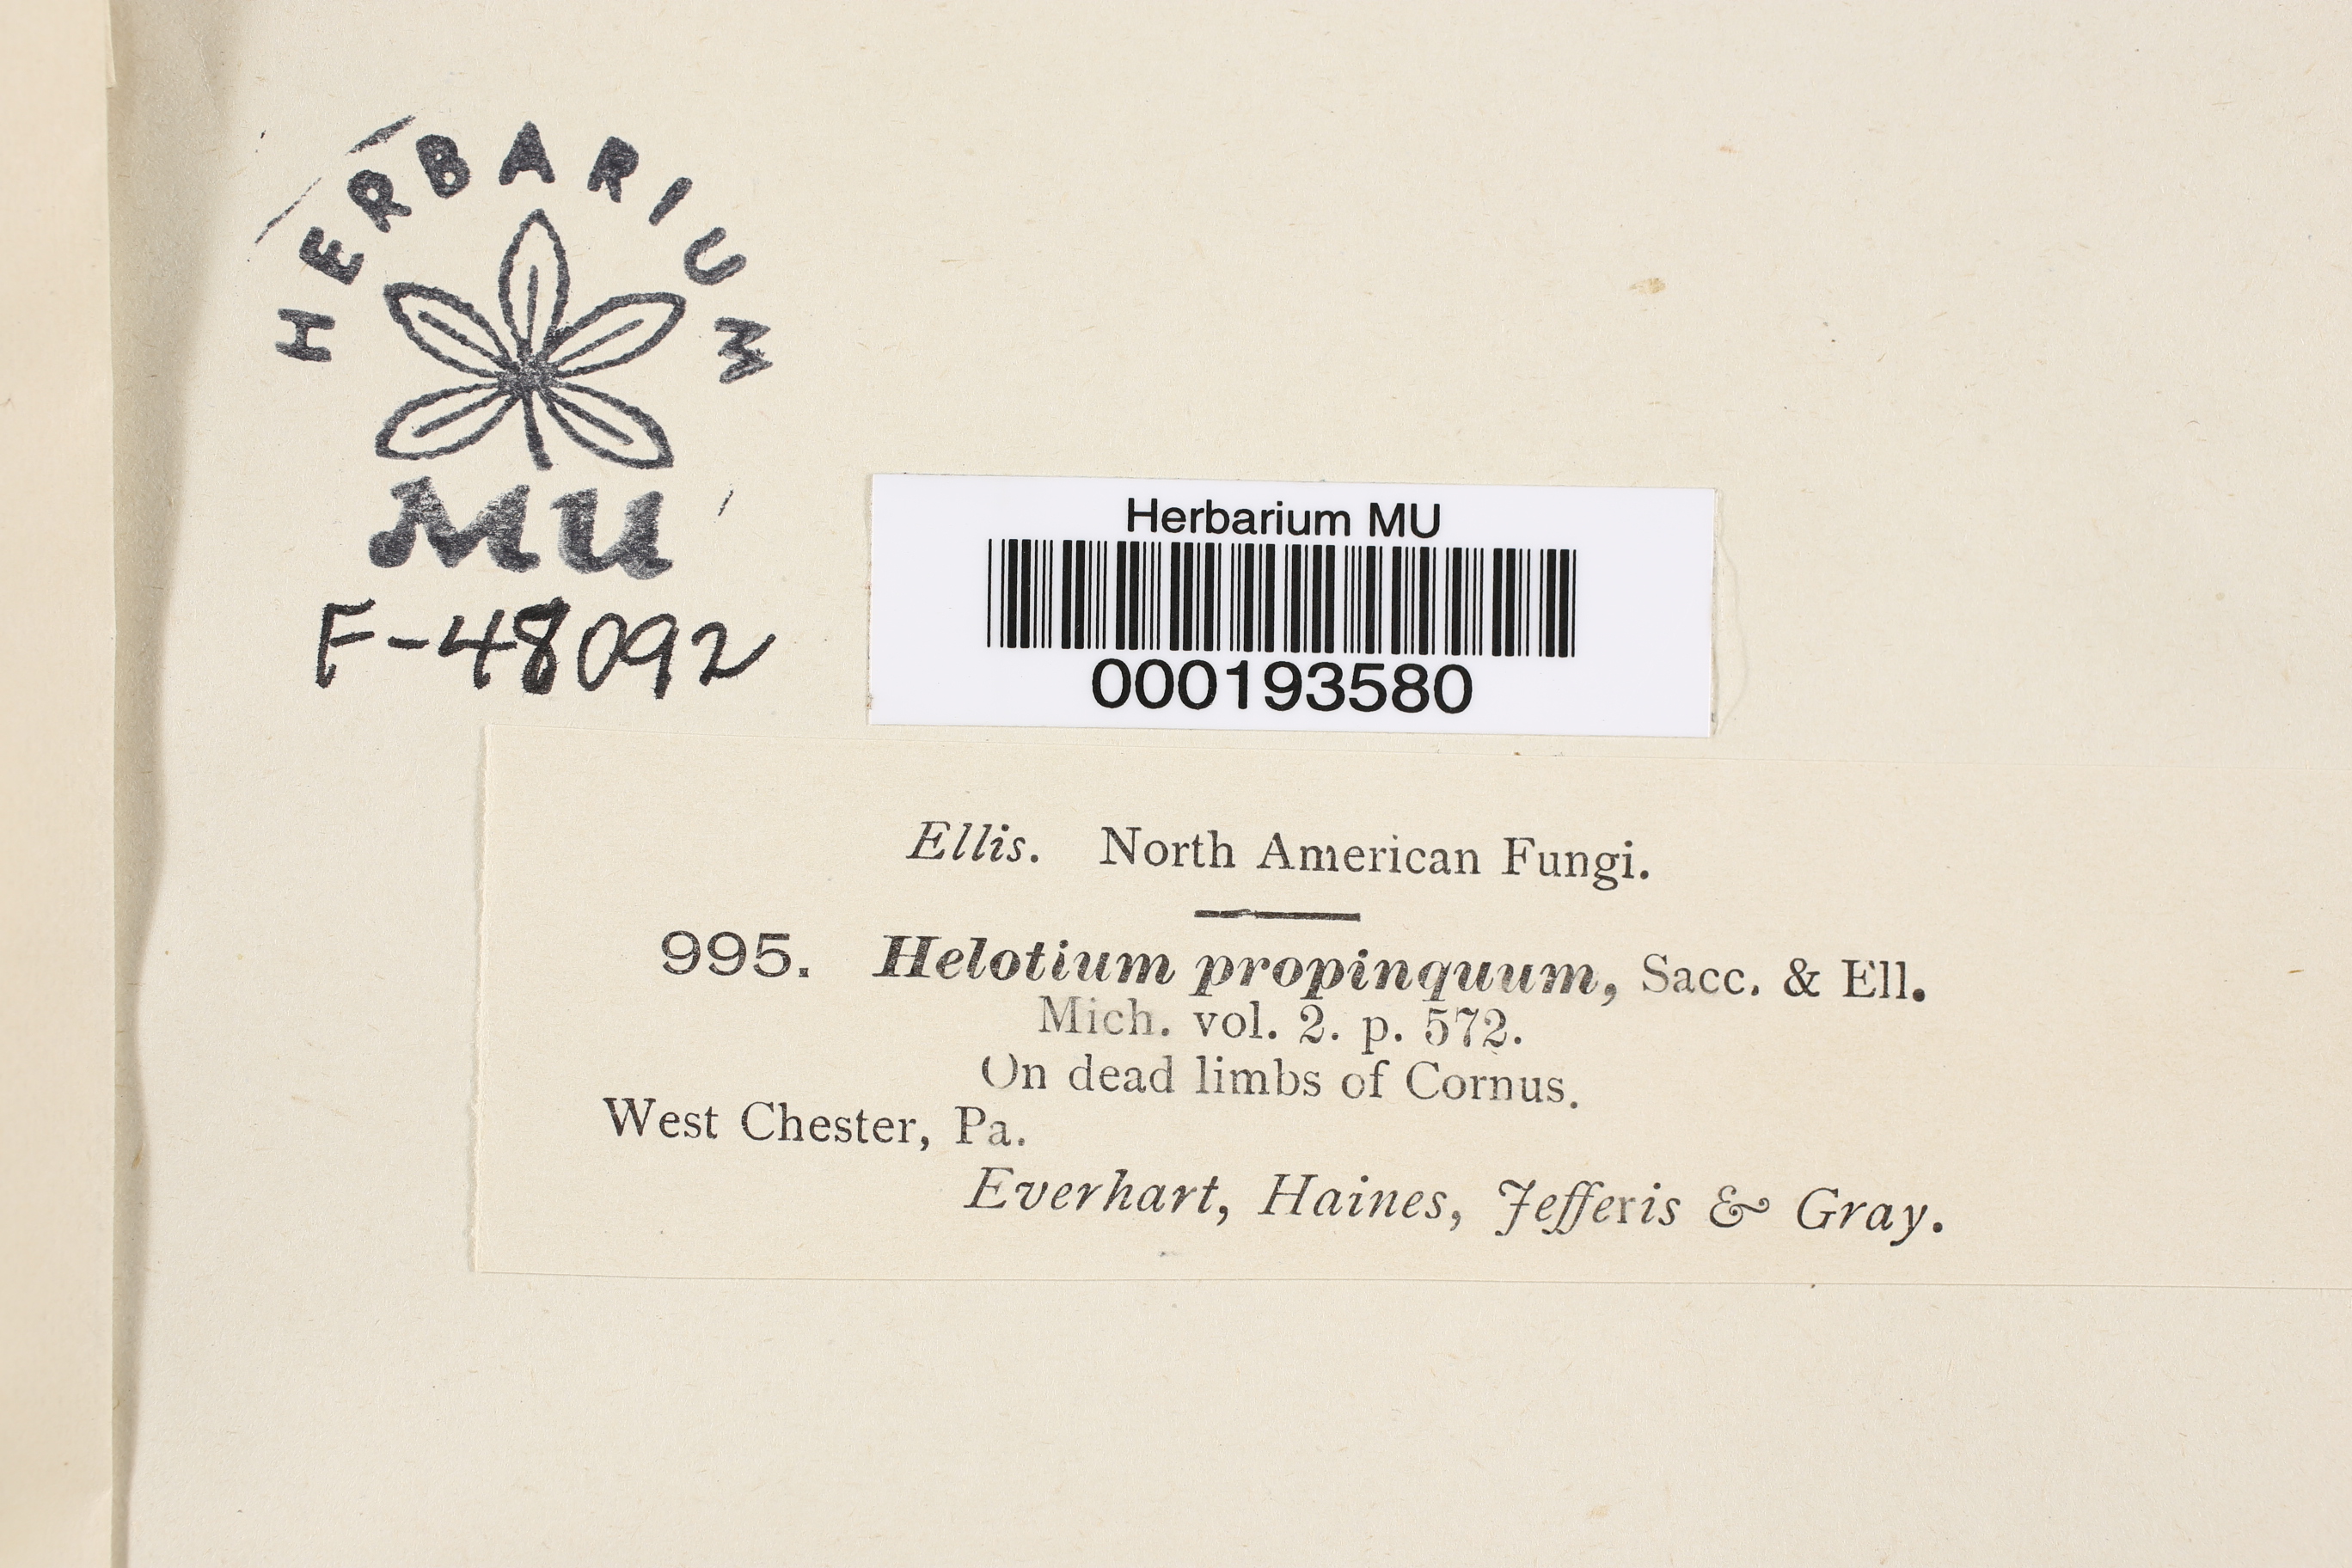 HERBARIUM
MU
F-48092
Herbarium MU
000193580
Ellis. North American Fungi.
995. Helotium propinquum, Sacc. & Ell.
Mich. vol. 2. p. 572.
On dead limbs of Cornus.
West Chester, Pa.
Everhart, Haines, Jefferis & Gray.